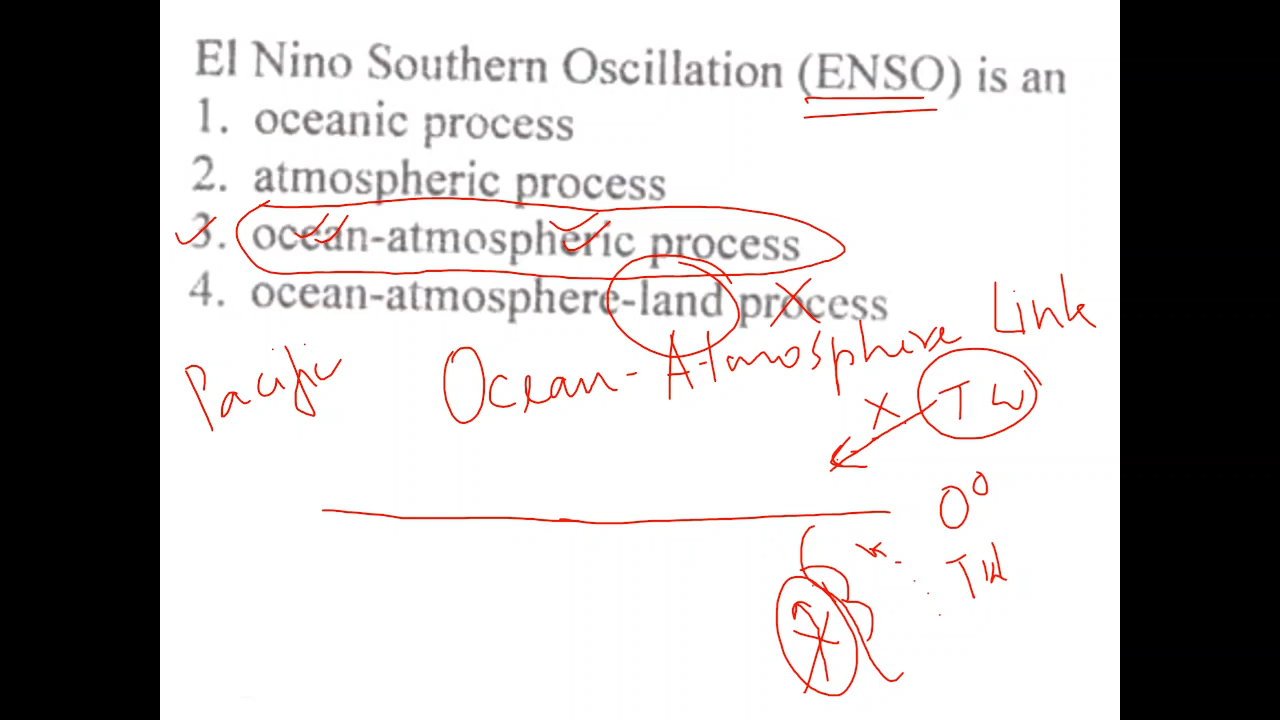 El Nino Southern Oscillation (ENSO) is an
1. oceanic process
2. atmospheric process
3. ocean-atmospheric process
4. ocean-atmosphere-land process
Pacific Ocean-Atmosphere Link
TW
0°
TW